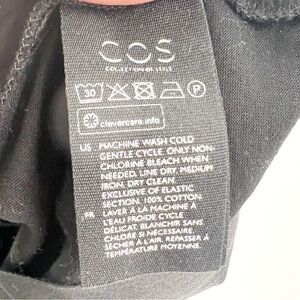 COS
COLLECTION OF STYLE
30 P
clevercare.info
US MACHINE WASH COLD
GENTLE CYCLE. ONLY NON-
CHLORINE BLEACH WHEN
NEEDED. LINE DRY. MEDIUM
IRON. DRY CLEAN.
EXCLUSIVE OF ELASTIC
SECTION. 100% COTTON.
FR LAVER À LA MACHINE À
L'EAU FROIDE CYCLE
DÉLICAT. BLANCHIR SANS
CHLORE SI NÉCESSAIRE.
SÉCHER À L'AIR. REPASSER À
TEMPÉRATURE MOYENNE.